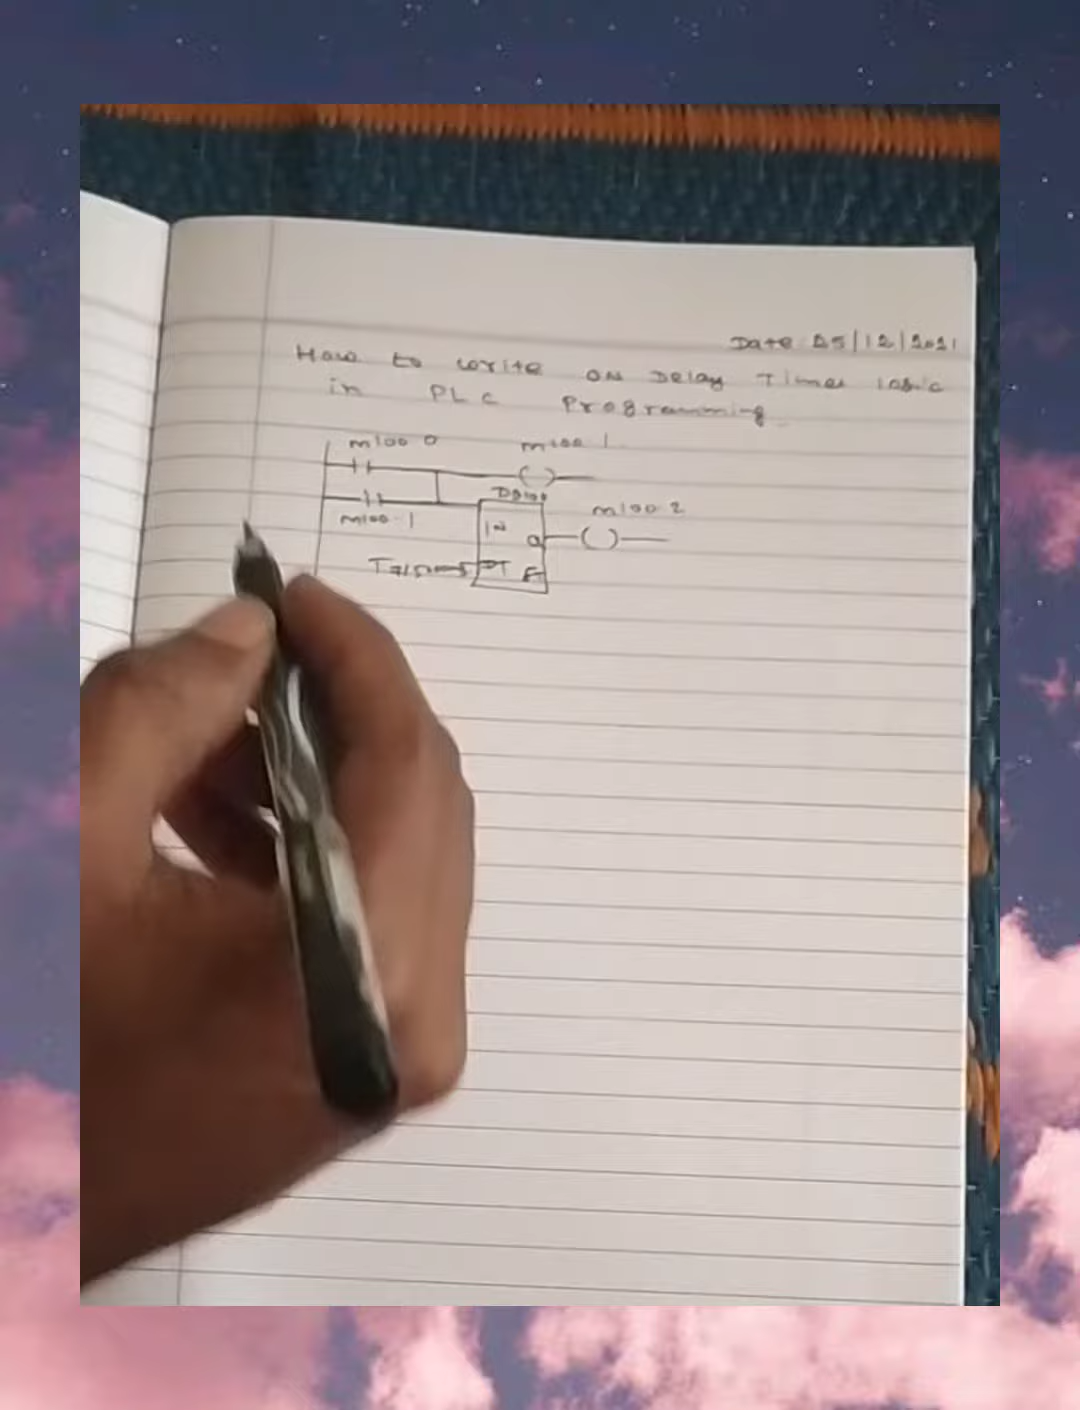 Date 25/12/2021
How to write on Delay Timer logic
in PLC Programming
m100.0
m100.1
DB100
m100.2
IN
Q
m100.1
PT